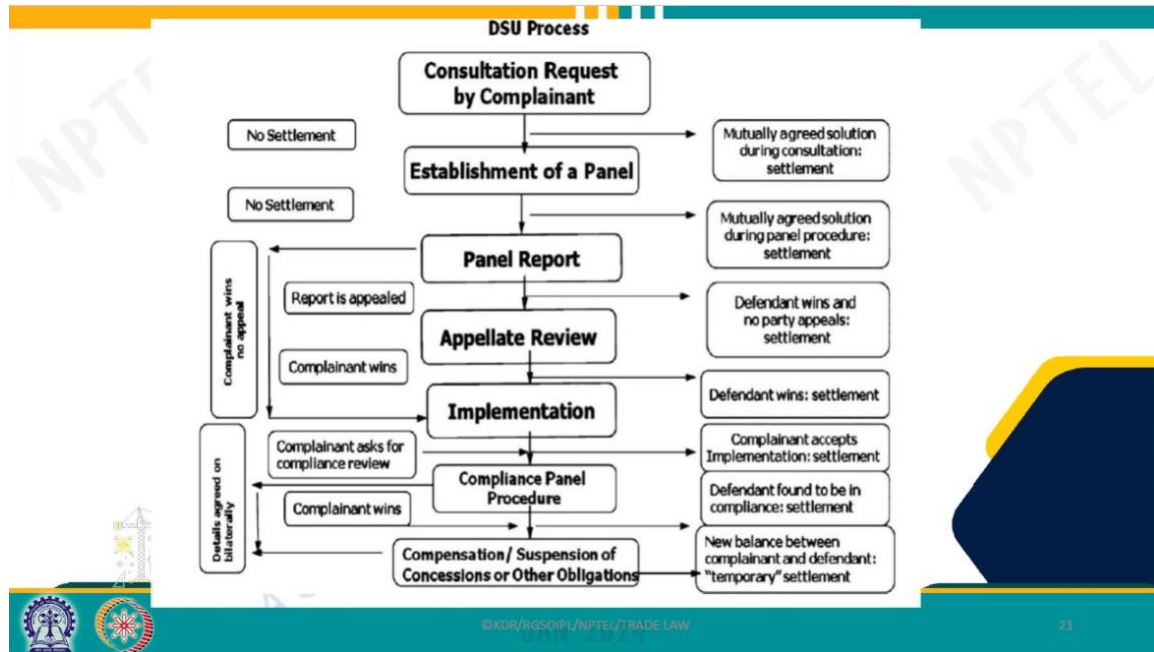 NPTEL
NPTEL
DSU Process
Consultation Request
by Complainant
No Settlement
Mutually agreed solution
during consultation:
settlement
Establishment of a Panel
No Settlement
Mutually agreed solution
during panel procedure:
settlement
Panel Report
Complainant wins
no appeal
Report is appealed
Defendant wins and
no party appeals:
settlement
Appellate Review
Complainant wins
Defendant wins: settlement
Implementation
Complainant asks for
compliance review
Complainant accepts
Implementation: settlement
Compliance Panel
Procedure
Defendant found to be in
compliance: settlement
Details agreed on
bilaterally
Complainant wins
Compensation/ Suspension of
Concessions or Other Obligations
New balance between
complainant and defendant:
"temporary" settlement
©KDR/RGSOIPL/NPTEL/TRADE LAW
JAN 2024
21